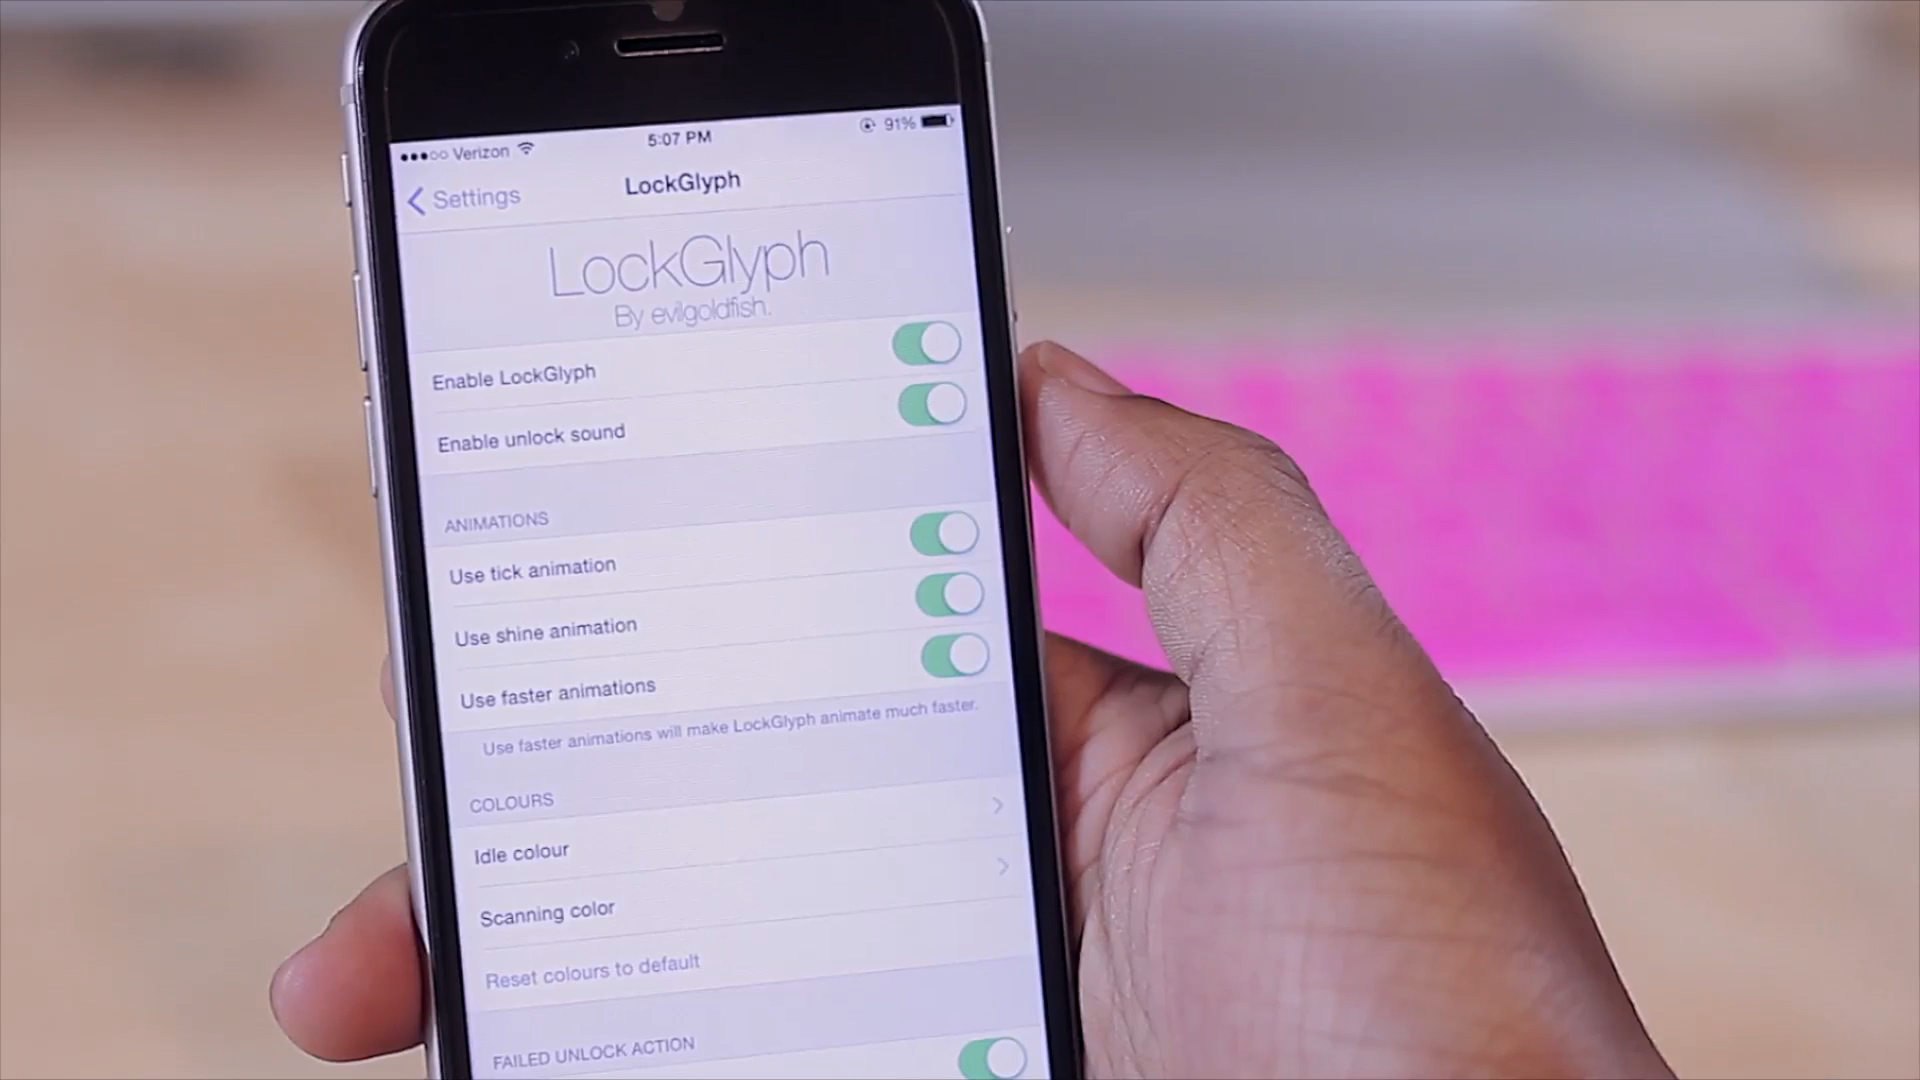 ●●●○○ Verizon 5:07 PM 91%
Settings LockGlyph
LockGlyph
By evilgoldfish.
Enable LockGlyph
Enable unlock sound
ANIMATIONS
Use tick animation
Use shine animation
Use faster animations
Use faster animations will make LockGlyph animate much faster.
COLOURS
Idle colour
Scanning color
Reset colours to default
FAILED UNLOCK ACTION